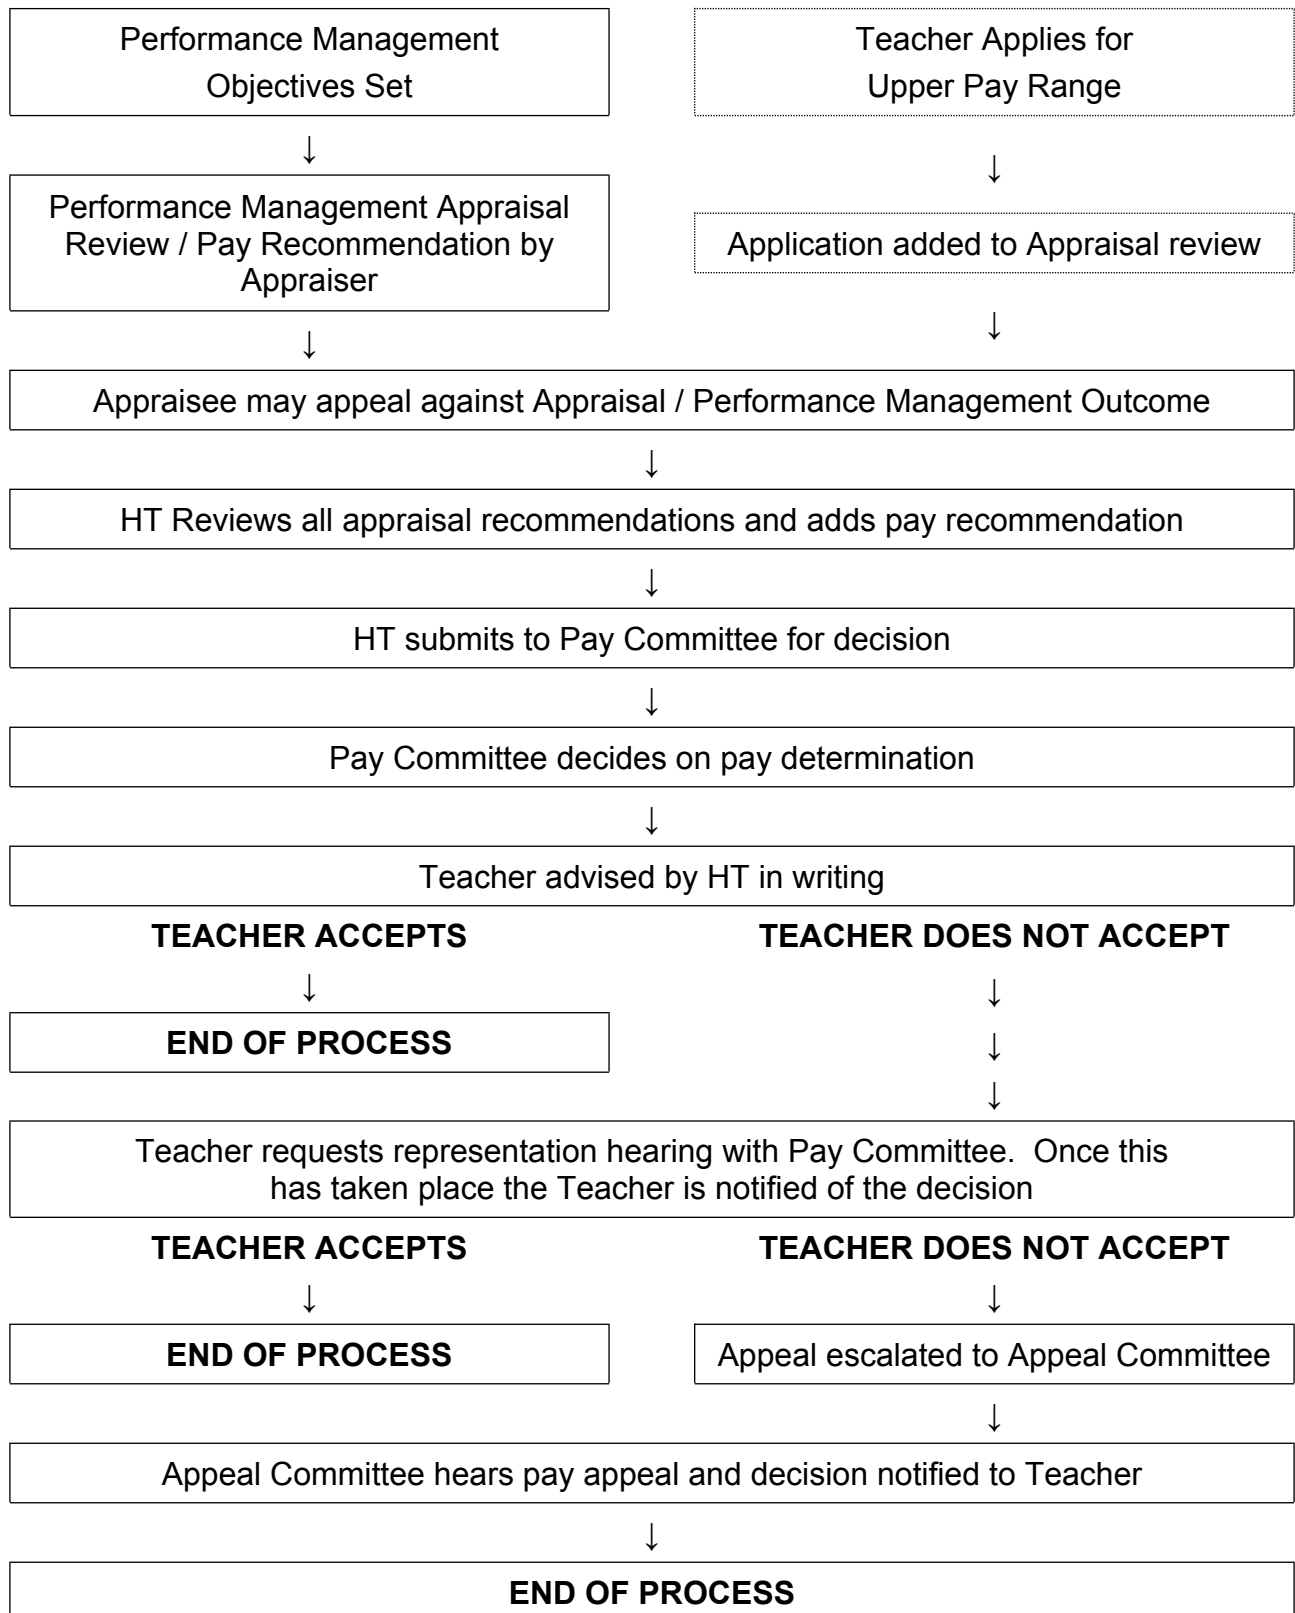 Performance Management
Objectives Set
Teacher Applies for
Upper Pay Range
↓
↓
Performance Management Appraisal
Review / Pay Recommendation by
Appraiser
Application added to Appraisal review
↓
↓
Appraisee may appeal against Appraisal / Performance Management Outcome
↓
HT Reviews all appraisal recommendations and adds pay recommendation
↓
HT submits to Pay Committee for decision
↓
Pay Committee decides on pay determination
↓
Teacher advised by HT in writing
TEACHER ACCEPTS
TEACHER DOES NOT ACCEPT
↓
↓
END OF PROCESS
↓
↓
Teacher requests representation hearing with Pay Committee.  Once this
has taken place the Teacher is notified of the decision
TEACHER ACCEPTS
TEACHER DOES NOT ACCEPT
↓
↓
END OF PROCESS
Appeal escalated to Appeal Committee
↓
Appeal Committee hears pay appeal and decision notified to Teacher
↓
END OF PROCESS